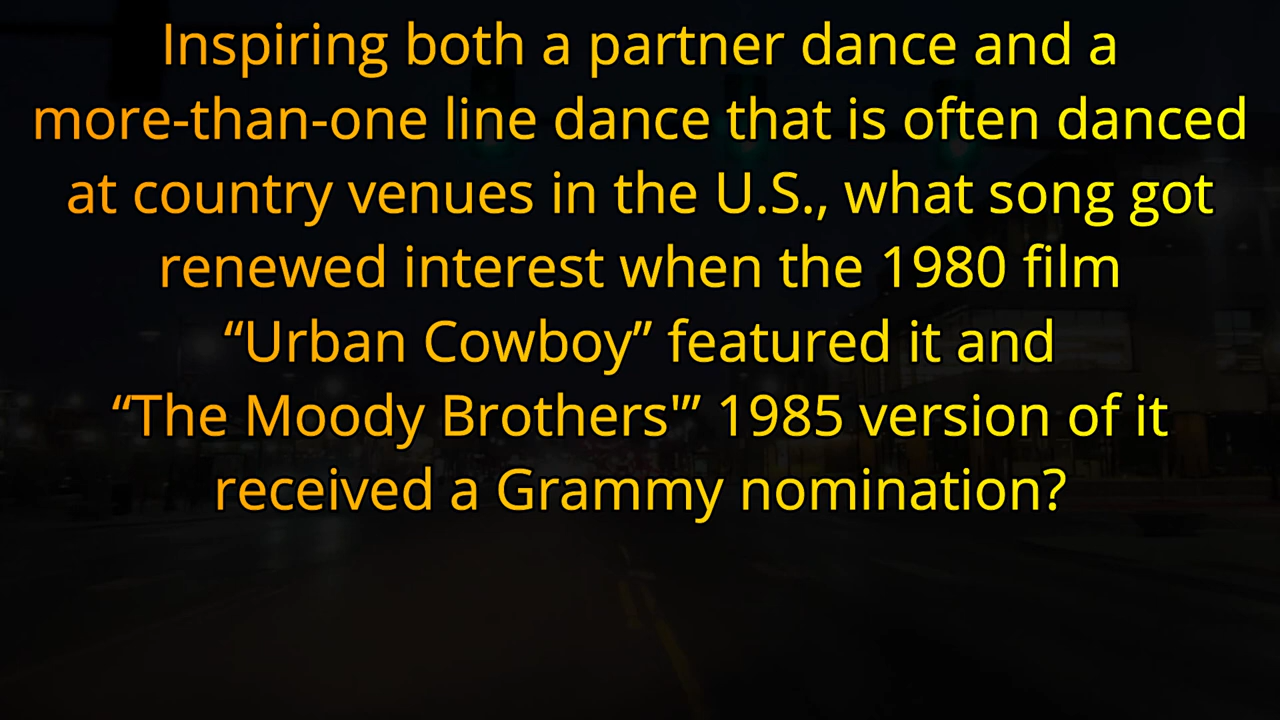 Inspiring both a partner dance and a
more-than-one line dance that is often danced
at country venues in the U.S., what song got
renewed interest when the 1980 film
“Urban Cowboy” featured it and
“The Moody Brothers'” 1985 version of it
received a Grammy nomination?